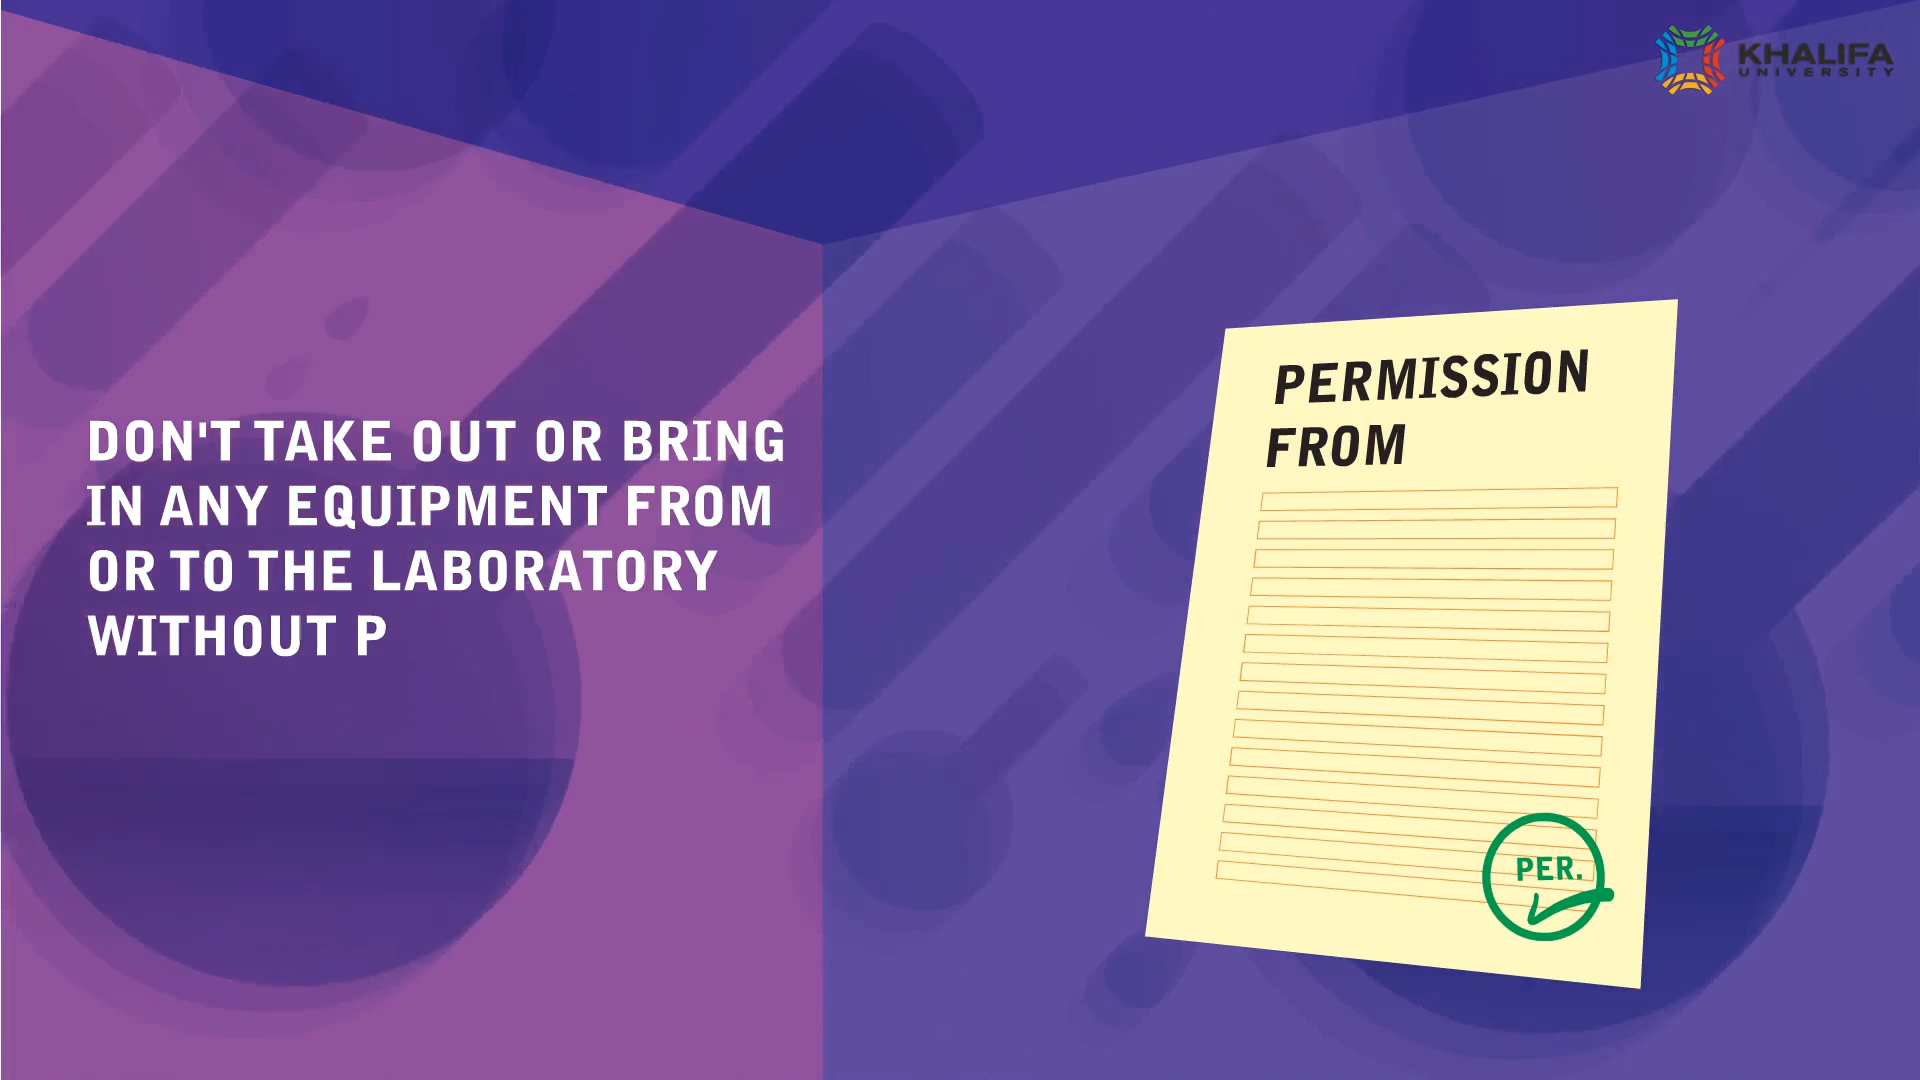 KHALIFA
UNIVERSITY
DON'T TAKE OUT OR BRING
IN ANY EQUIPMENT FROM
OR TO THE LABORATORY
WITHOUT P
PERMISSION
FROM
PER.